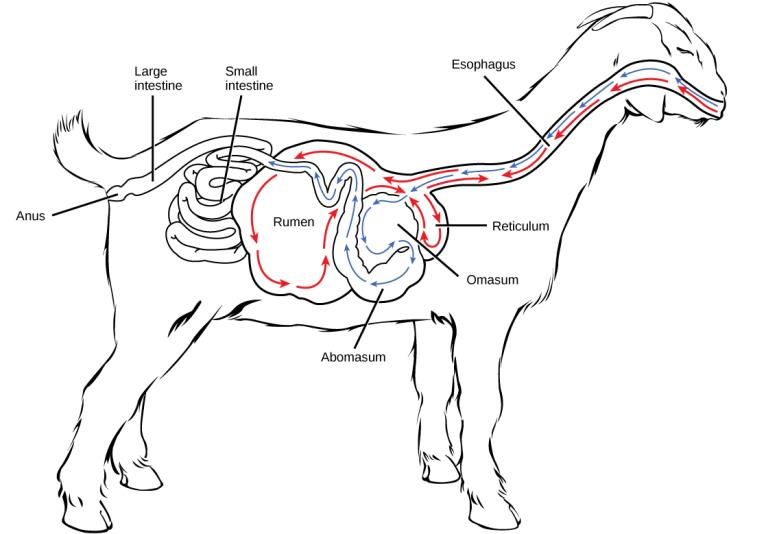 Esophagus
Large
intestine
Small
intestine
Anus
Rumen
Reticulum
Omasum
Abomasum